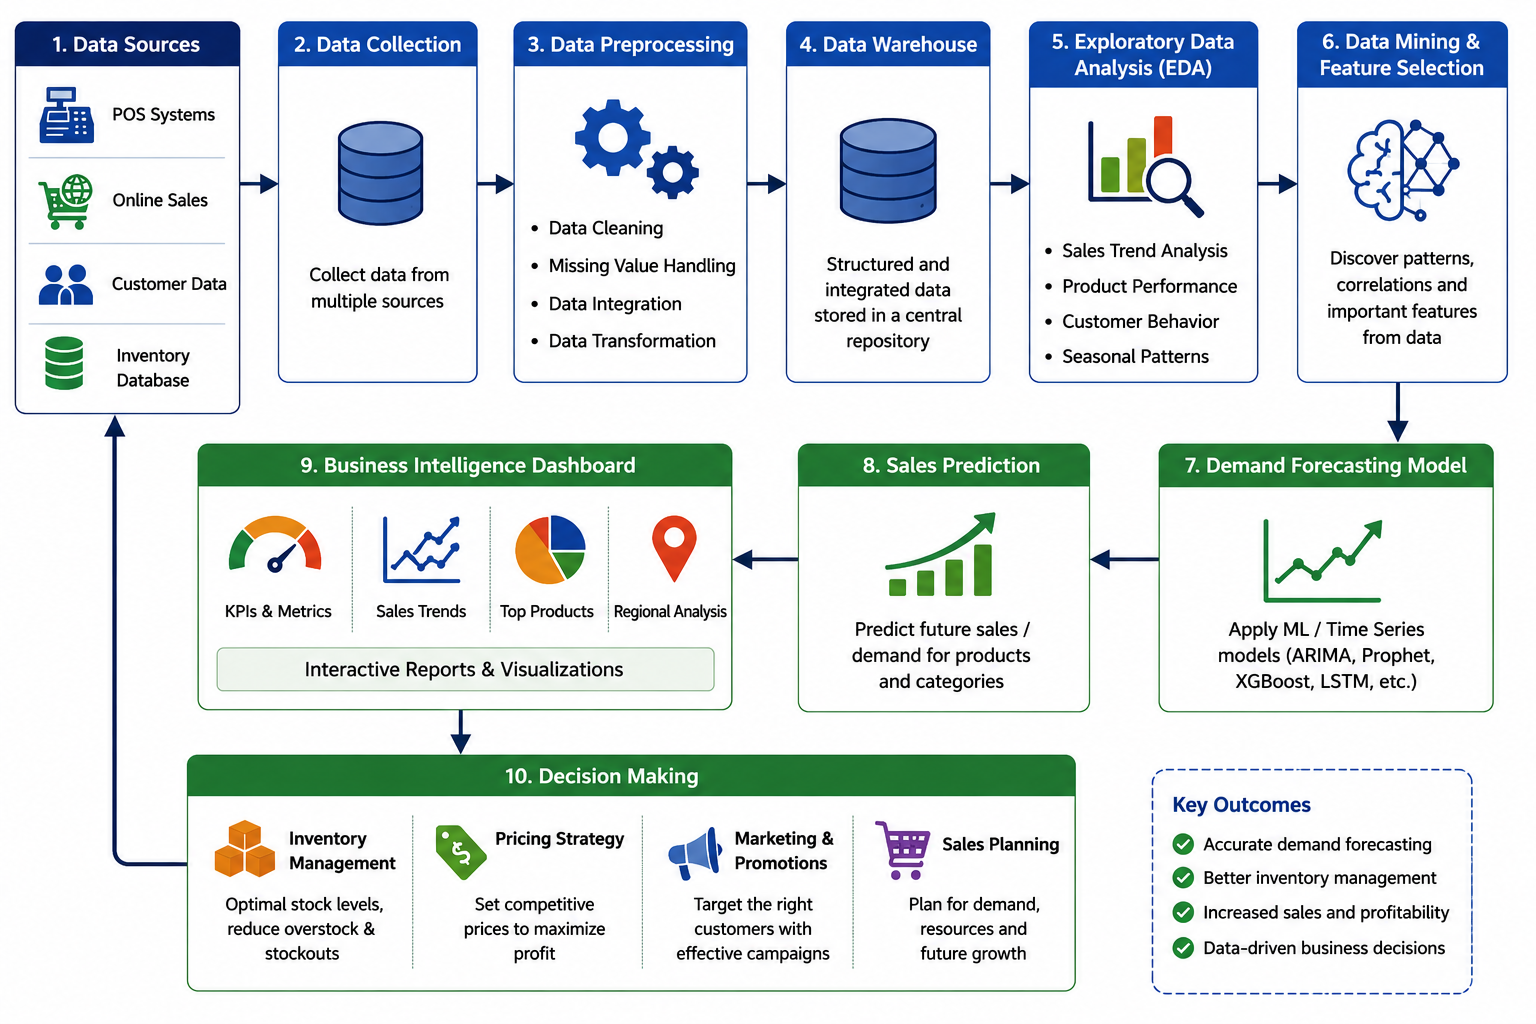 1. Data Sources
POS Systems
Online Sales
Customer Data
Inventory
Database
2. Data Collection
Collect data from
multiple sources
3. Data Preprocessing
• Data Cleaning
• Missing Value Handling
• Data Integration
• Data Transformation
4. Data Warehouse
Structured and
integrated data
stored in a central
repository
5. Exploratory Data
Analysis (EDA)
• Sales Trend Analysis
• Product Performance
• Customer Behavior
• Seasonal Patterns
6. Data Mining &
Feature Selection
Discover patterns,
correlations and
important features
from data
7. Demand Forecasting Model
Apply ML / Time Series
models (ARIMA, Prophet,
XGBoost, LSTM, etc.)
8. Sales Prediction
Predict future sales /
demand for products
and categories
9. Business Intelligence Dashboard
KPIs & Metrics
Sales Trends
Top Products
Regional Analysis
Interactive Reports & Visualizations
10. Decision Making
Inventory
Management
Optimal stock levels,
reduce overstock &
stockouts
$
Pricing Strategy
Set competitive
prices to maximize
profit
Marketing &
Promotions
Target the right
customers with
effective campaigns
Sales Planning
Plan for demand,
resources and
future growth
Key Outcomes
Accurate demand forecasting
Better inventory management
Increased sales and profitability
Data-driven business decisions